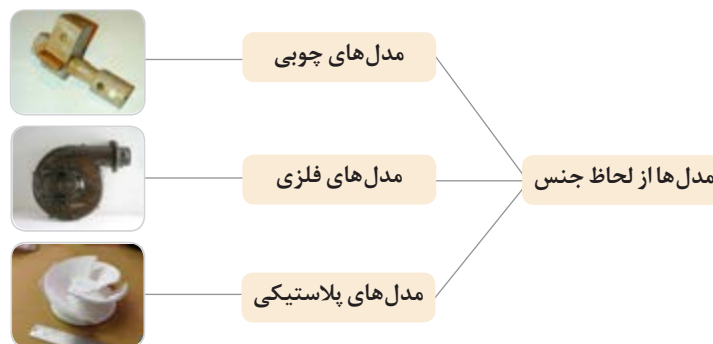 مدل‌ها از لحاظ جنس
مدل‌های چوبی
مدل‌های فلزی
مدل‌های پلاستیکی